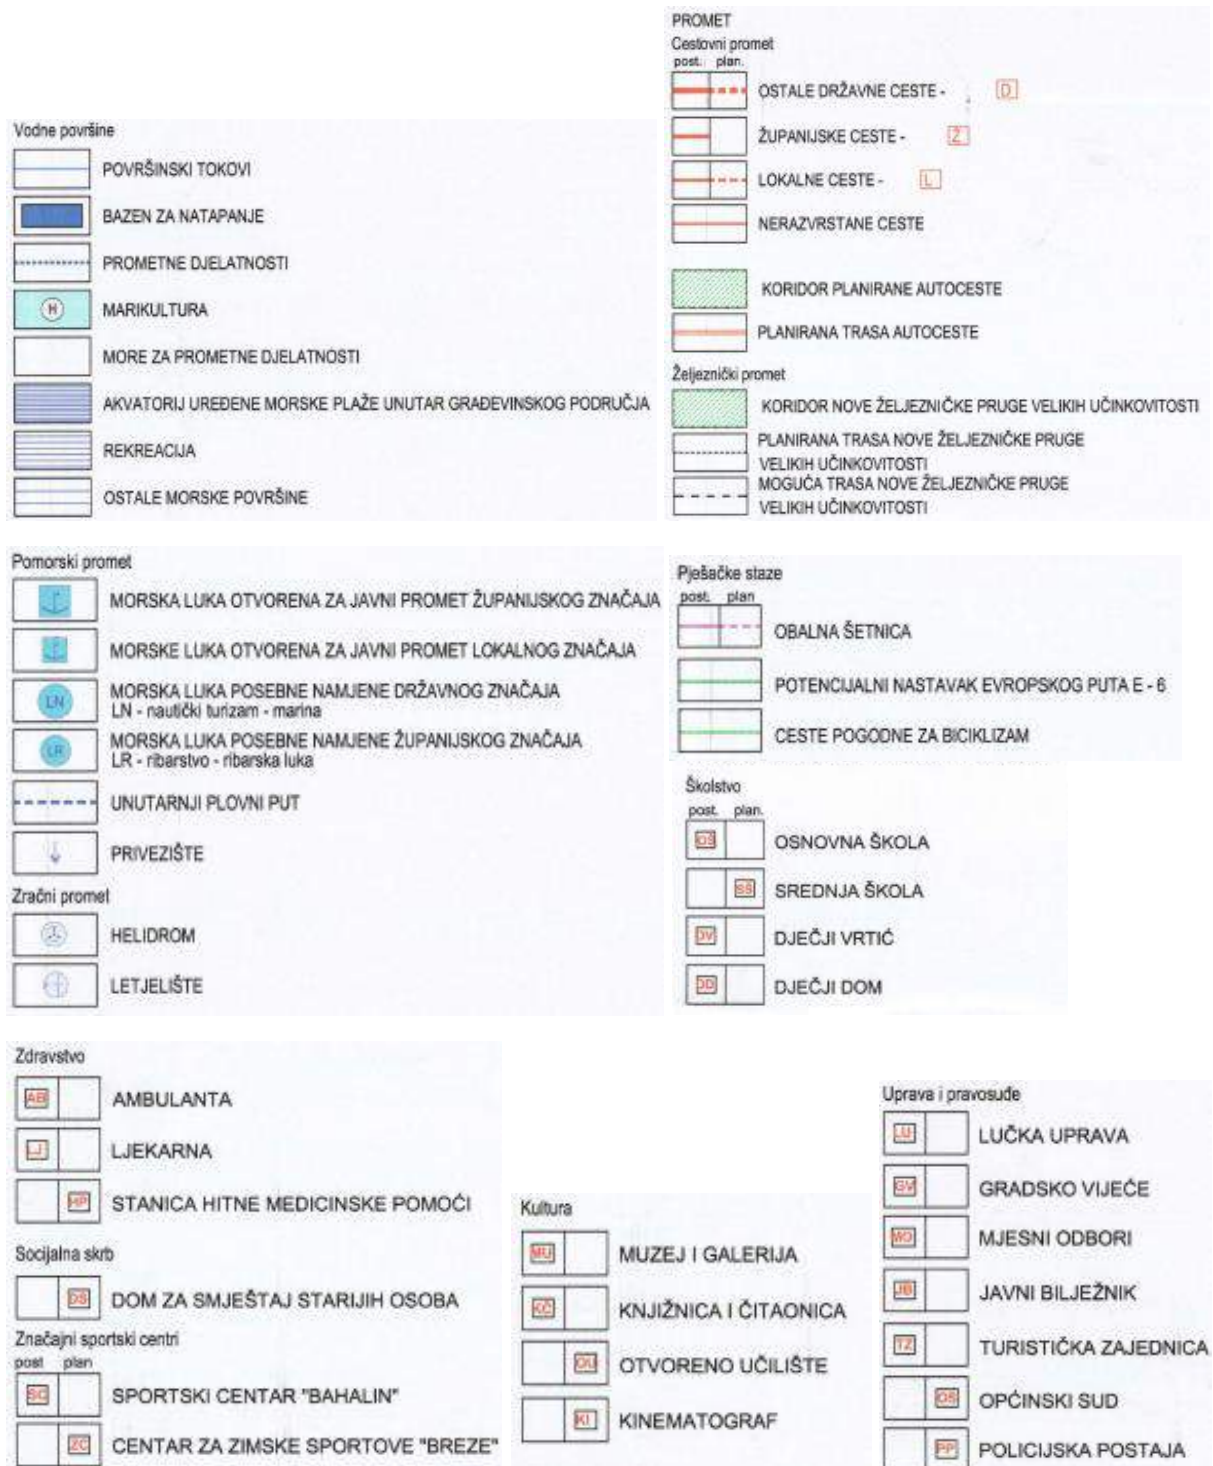 PROMET
Cestovni promet
post. plan.
OSTALE DRŽAVNE CESTE - D
ŽUPANIJSKE CESTE - Ž
LOKALNE CESTE - L
NERAZVRSTANE CESTE
KORIDOR PLANIRANE AUTOCESTE
PLANIRANA TRASA AUTOCESTE
Željeznički promet
KORIDOR NOVE ŽELJEZNIČKE PRUGE VELIKIH UČINKOVITOSTI
PLANIRANA TRASA NOVE ŽELJEZNIČKE PRUGE
VELIKIH UČINKOVITOSTI
MOGUĆA TRASA NOVE ŽELJEZNIČKE PRUGE
VELIKIH UČINKOVITOSTI
Vodne površine
POVRŠINSKI TOKOVI
BAZEN ZA NATAPANJE
PROMETNE DJELATNOSTI
H MARIKULTURA
MORE ZA PROMETNE DJELATNOSTI
AKVATORIJ UREĐENE MORSKE PLAŽE UNUTAR GRAĐEVINSKOG PODRUČJA
REKREACIJA
OSTALE MORSKE POVRŠINE
Pomorski promet
MORSKA LUKA OTVORENA ZA JAVNI PROMET ŽUPANIJSKOG ZNAČAJA
MORSKE LUKA OTVORENA ZA JAVNI PROMET LOKALNOG ZNAČAJA
LN MORSKA LUKA POSEBNE NAMJENE DRŽAVNOG ZNAČAJA
LN - nautički turizam - marina
LR MORSKA LUKA POSEBNE NAMJENE ŽUPANIJSKOG ZNAČAJA
LR - ribarstvo - ribarska luka
UNUTARNJI PLOVNI PUT
PRIVEZIŠTE
Zračni promet
HELIDROM
LETJELIŠTE
Pješačke staze
post. plan
OBALNA ŠETNICA
POTENCIJALNI NASTAVAK EVROPSKOG PUTA E - 6
CESTE POGODNE ZA BICIKLIZAM
Školstvo
post. plan.
OŠ OSNOVNA ŠKOLA
SŠ SREDNJA ŠKOLA
DV DJEČJI VRTIĆ
DD DJEČJI DOM
Zdravstvo
AB AMBULANTA
LJ LJEKARNA
HP STANICA HITNE MEDICINSKE POMOĆI
Socijalna skrb
DS DOM ZA SMJEŠTAJ STARIJIH OSOBA
Značajni sportski centri
post plan
SC SPORTSKI CENTAR "BAHALIN"
ZC CENTAR ZA ZIMSKE SPORTOVE "BREZE"
Kultura
MU MUZEJ I GALERIJA
KČ KNJIŽNICA I ČITAONICA
OU OTVORENO UČILIŠTE
KI KINEMATOGRAF
Uprava i pravosuđe
LU LUČKA UPRAVA
GV GRADSKO VIJEĆE
MO MJESNI ODBORI
JB JAVNI BILJEŽNIK
TZ TURISTIČKA ZAJEDNICA
OS OPĆINSKI SUD
PP POLICIJSKA POSTAJA